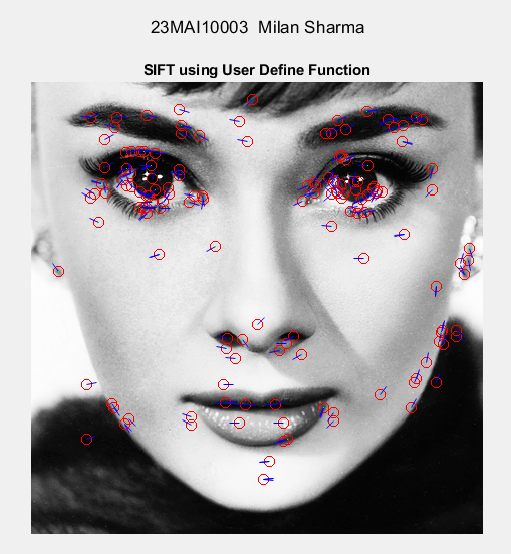 23MAI10003 Milan Sharma
SIFT using User Define Function